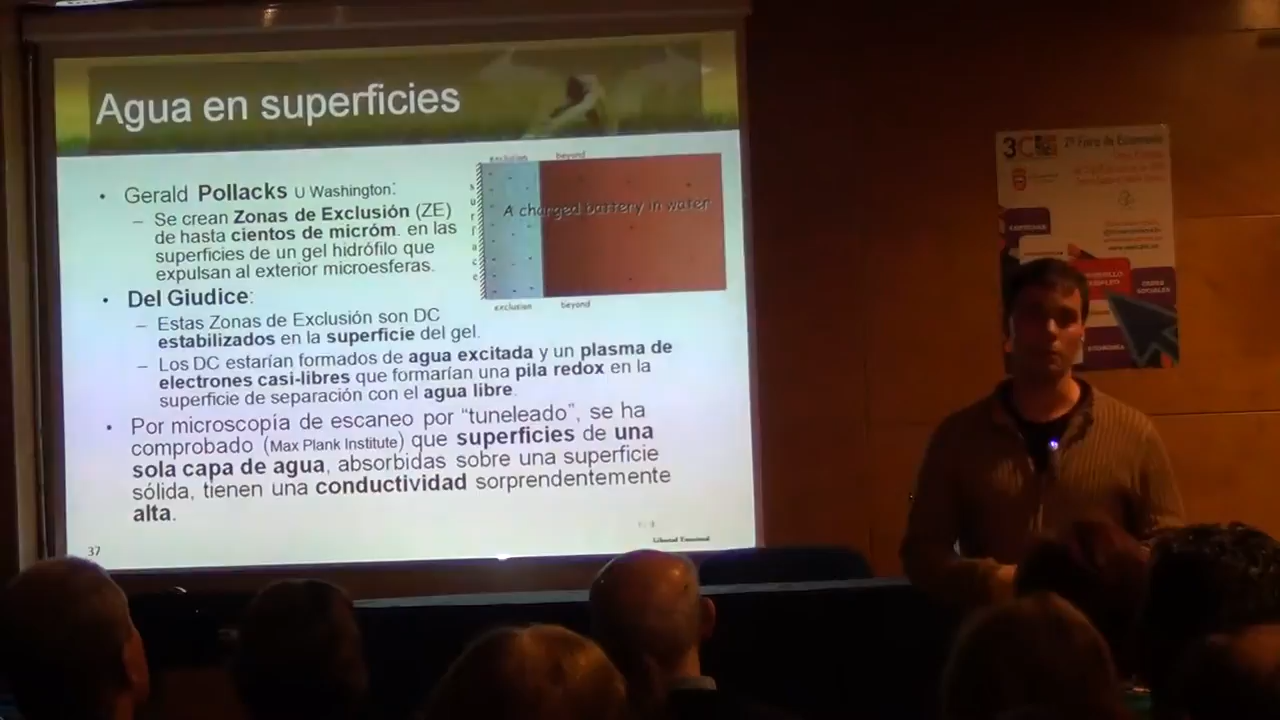 Agua en superficies
• Gerald Pollacks U Washington:
– Se crean Zonas de Exclusión (ZE)
de hasta cientos de micróm. en las
superficies de un gel hidrófilo que
expulsan al exterior microesferas.
exclusion beyond
surface
A charged battery in water
exclusion beyond
• Del Giudice:
– Estas Zonas de Exclusión son DC
estabilizados en la superficie del gel.
– Los DC estarían formados de agua excitada y un plasma de
electrones casi-libres que formarían una pila redox en la
superficie de separación con el agua libre.
• Por microscopía de escaneo por “tuneleado”, se ha
comprobado (Max Plank Institute) que superficies de una
sola capa de agua, absorbidas sobre una superficie
sólida, tienen una conductividad sorprendentemente
alta.
37
3C